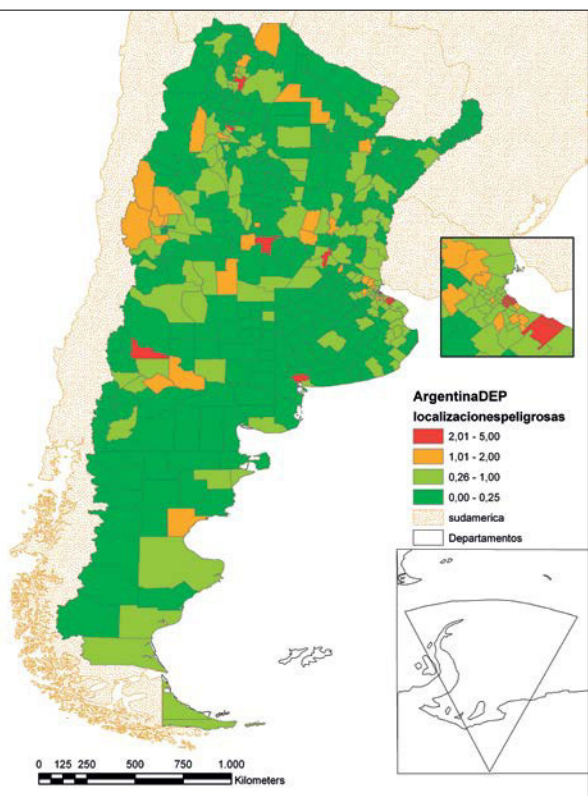 ArgentinaDEP
localizacionespeligrosas
2,01 - 5,00
1,01 - 2,00
0,26 - 1,00
0,00 - 0,25
sudamerica
Departamentos
0 125 250 500 750 1.000
Kilometers